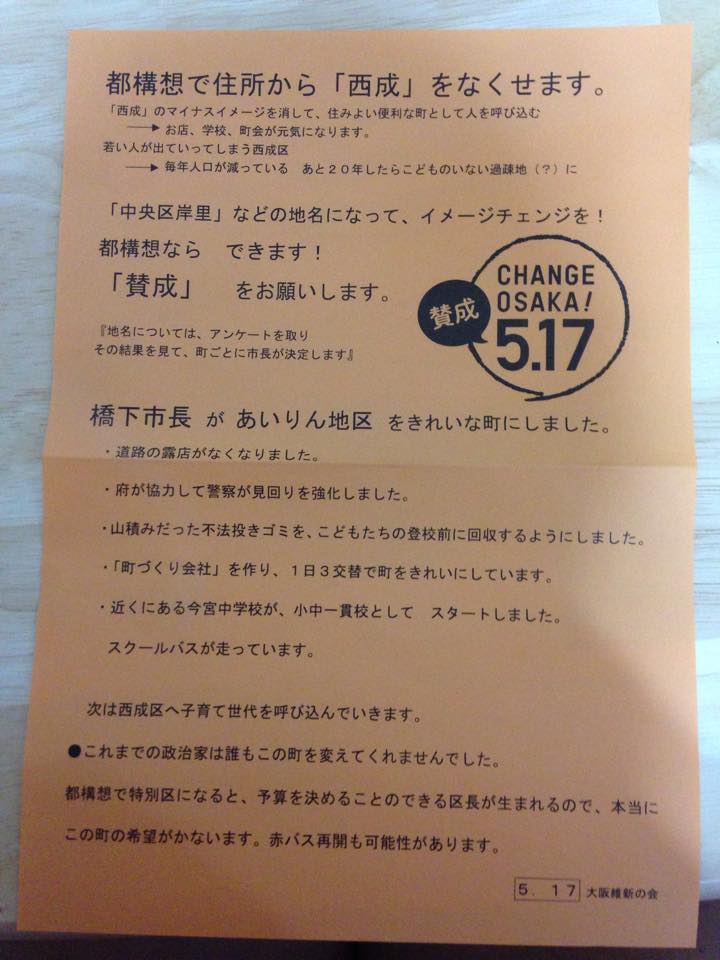 都構想で住所から「西成」をなくせます。
「西成」のマイナスイメージを消して、住みよい便利な町として人を呼び込む
→ お店、学校、町会が元気になります。
若い人が出ていってしまう西成区
→ 毎年人口が減っている　あと２０年したらこどものいない過疎地（？）に
「中央区岸里」などの地名になって、イメージチェンジを！
都構想なら　できます！
「賛成」　をお願いします。
賛成
CHANGE
OSAKA!
5.17
『地名については、アンケートを取り
その結果を見て、町ごとに市長が決定します』
橋下市長 が あいりん地区 をきれいな町にしました。
・道路の露店がなくなりました。
・府が協力して警察が見回りを強化しました。
・山積みだった不法投きゴミを、こどもたちの登校前に回収するようにしました。
・「町づくり会社」を作り、１日３交替で町をきれいにしています。
・近くにある今宮中学校が、小中一貫校として　スタートしました。
スクールバスが走っています。
次は西成区へ子育て世代を呼び込んでいきます。
●これまでの政治家は誰もこの町を変えてくれませんでした。
都構想で特別区になると、予算を決めることのできる区長が生まれるので、本当に
この町の希望がかないます。赤バス再開も可能性があります。
５．１７ 大阪維新の会